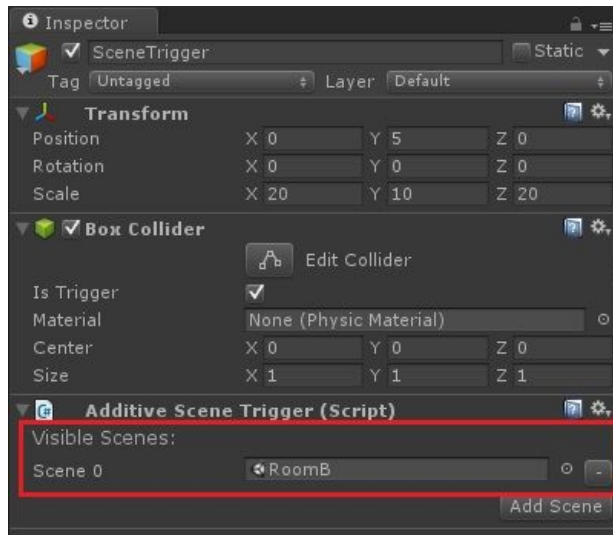 Inspector
SceneTrigger Static
Tag Untagged Layer Default
Transform
Position X 0 Y 5 Z 0
Rotation X 0 Y 0 Z 0
Scale X 20 Y 10 Z 20
Box Collider
Edit Collider
Is Trigger
Material None (Physic Material)
Center X 0 Y 0 Z 0
Size X 1 Y 1 Z 1
Additive Scene Trigger (Script)
Visible Scenes:
Scene 0 RoomB -
Add Scene